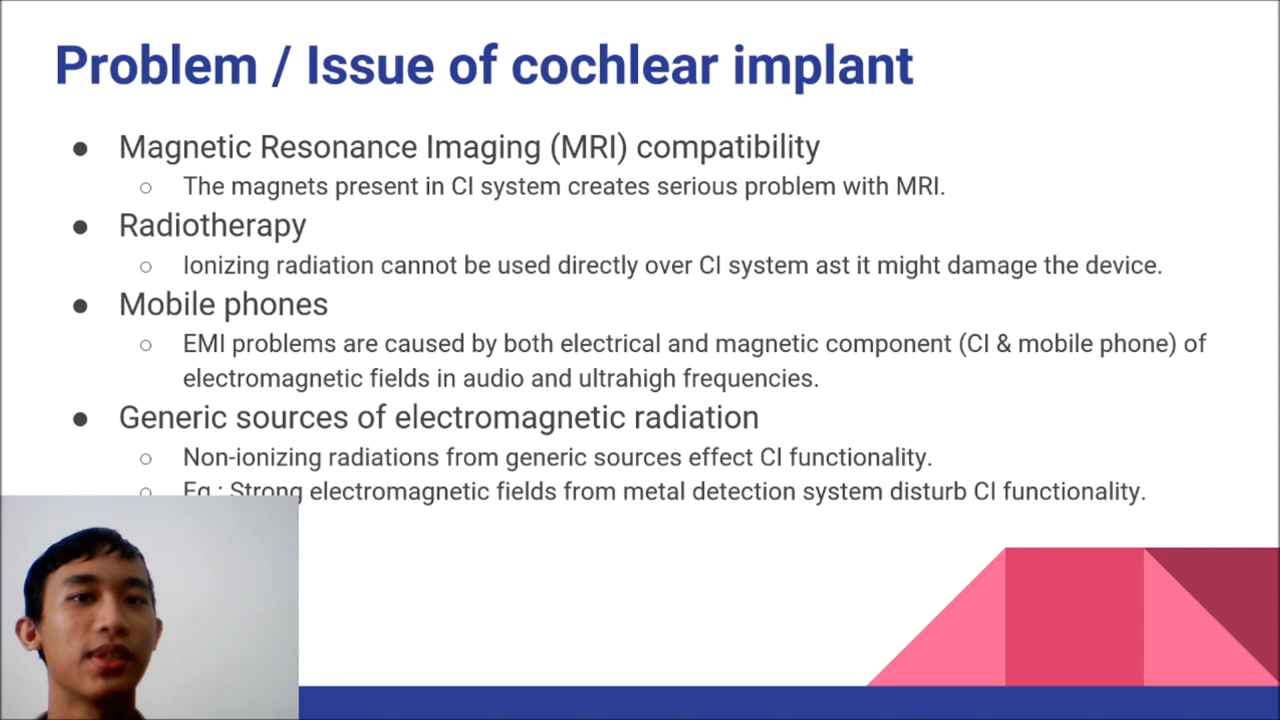 Problem / Issue of cochlear implant
● Magnetic Resonance Imaging (MRI) compatibility
○ The magnets present in CI system creates serious problem with MRI.
● Radiotherapy
○ Ionizing radiation cannot be used directly over CI system ast it might damage the device.
● Mobile phones
○ EMI problems are caused by both electrical and magnetic component (CI & mobile phone) of
electromagnetic fields in audio and ultrahigh frequencies.
● Generic sources of electromagnetic radiation
○ Non-ionizing radiations from generic sources effect CI functionality.
○ Eg : Strong electromagnetic fields from metal detection system disturb CI functionality.